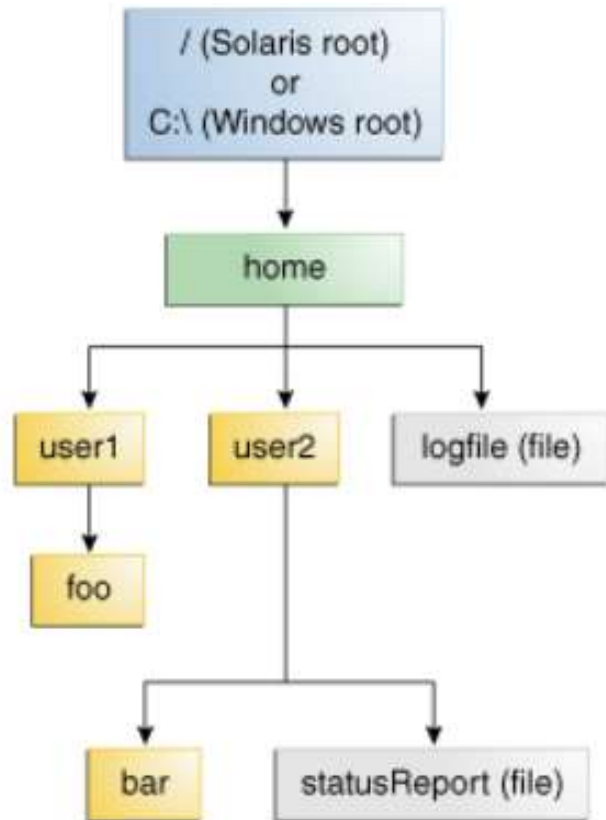 / (Solaris root)
or
C:\ (Windows root)
home
user1
user2
logfile (file)
foo
bar
statusReport (file)